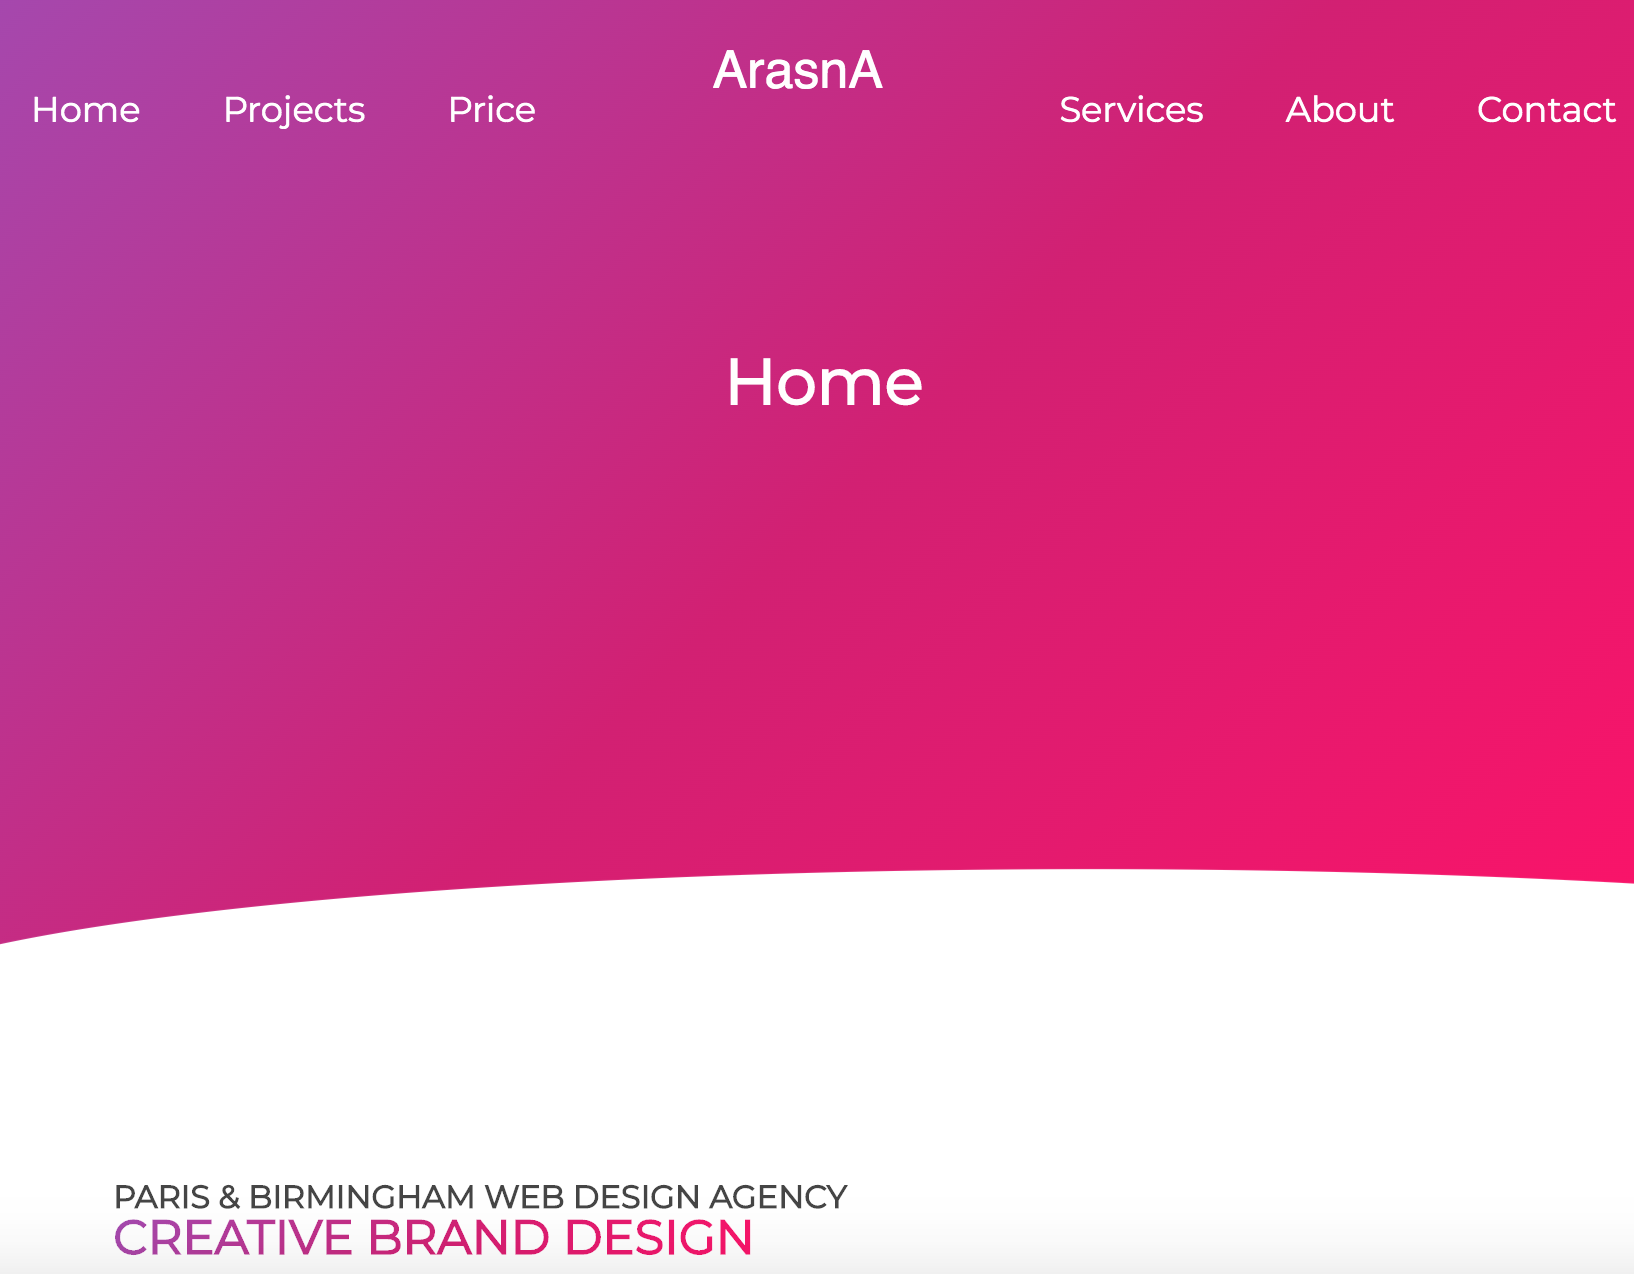 ArasnA
Home Projects Price Services About Contact
Home
PARIS & BIRMINGHAM WEB DESIGN AGENCY
CREATIVE BRAND DESIGN